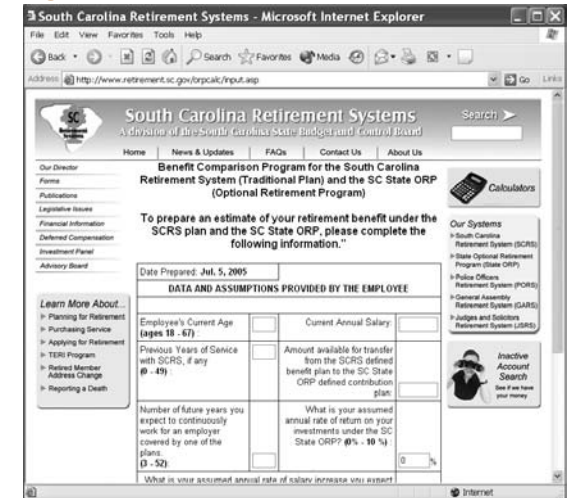 South Carolina Retirement Systems - Microsoft Internet Explorer
File Edit View Favorites Tools Help
Back Search Favorites Media
Address http://www.retirement.sc.gov/orpcalc/input.asp Go Links
SC
Retirement
Systems
South Carolina Retirement Systems
A division of the South Carolina State Budget and Control Board
Search
Home News & Updates FAQs Contact Us About Us
Our Director
Forms
Publications
Legislative Issues
Financial Information
Deferred Compensation
Investment Panel
Advisory Board
Learn More About...
Planning for Retirement
Purchasing Service
Applying for Retirement
TERI Program
Retired Member
Address Change
Reporting a Death
Benefit Comparison Program for the South Carolina
Retirement System (Traditional Plan) and the SC State ORP
(Optional Retirement Program)
To prepare an estimate of your retirement benefit under the
SCRS plan and the SC State ORP, please complete the
following information."
Date Prepared: Jul. 5, 2005
DATA AND ASSUMPTIONS PROVIDED BY THE EMPLOYEE
Employee's Current Age
(ages 18 - 67) :
Current Annual Salary:
Previous Years of Service
with SCRS, if any
(0 - 49) :
Amount available for transfer
from the SCRS defined
benefit plan to the SC State
ORP defined contribution
plan:
Number of future years you
expect to continuously
work for an employer
covered by one of the
plans.
(3 - 52):
What is your assumed
annual rate of return on your
investments under the SC
State ORP? (0% - 10 %) :
0 %
What is your assumed annual rate of salary increase you expect
Calculators
Our Systems
South Carolina
Retirement System (SCRS)
State Optional Retirement
Program (State ORP)
Police Officers
Retirement System (PORS)
General Assembly
Retirement System (GARS)
Judges and Solicitors
Retirement System (JSRS)
Inactive
Account
Search
See if we have
your money
Internet